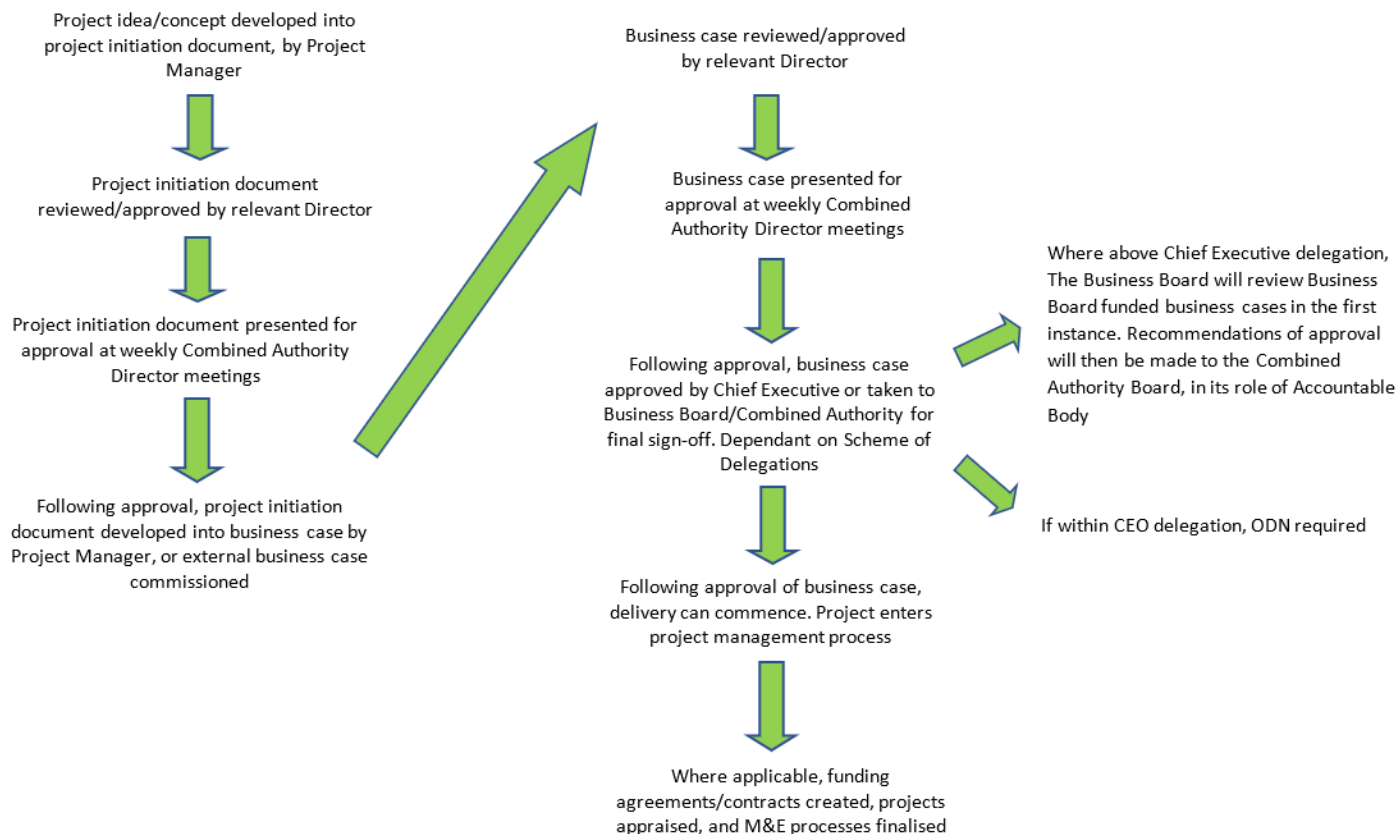 Project idea/concept developed into
project initiation document, by Project
Manager
Project initiation document
reviewed/approved by relevant Director
Project initiation document presented for
approval at weekly Combined Authority
Director meetings
Following approval, project initiation
document developed into business case by
Project Manager, or external business case
commissioned
Business case reviewed/approved
by relevant Director
Business case presented for
approval at weekly Combined
Authority Director meetings
Following approval, business case
approved by Chief Executive or taken to
Business Board/Combined Authority for
final sign-off. Dependant on Scheme of
Delegations
Where above Chief Executive delegation,
The Business Board will review Business
Board funded business cases in the first
instance. Recommendations of approval
will then be made to the Combined
Authority Board, in its role of Accountable
Body
If within CEO delegation, ODN required
Following approval of business case,
delivery can commence. Project enters
project management process
Where applicable, funding
agreements/contracts created, projects
appraised, and M&E processes finalised